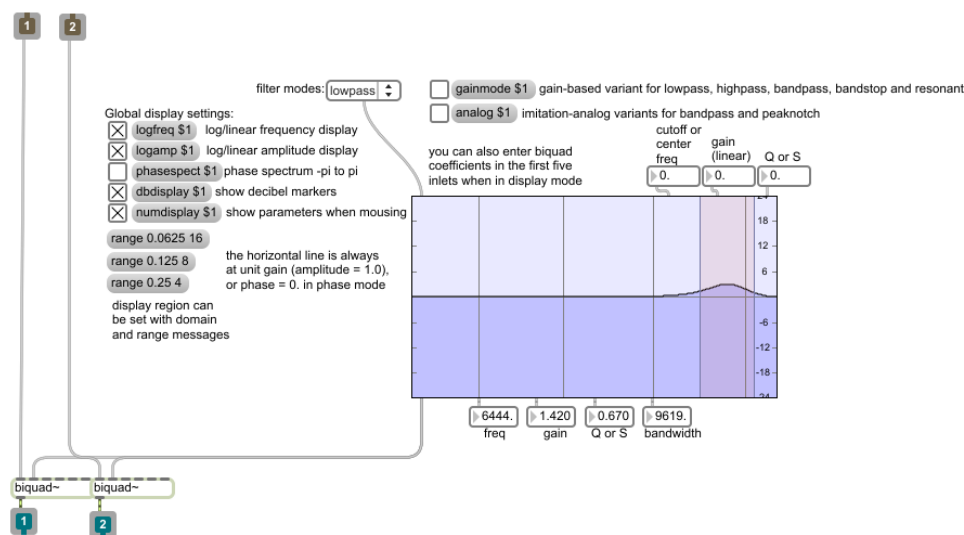 1 2
filter modes: lowpass
gainmode $1 gain-based variant for lowpass, highpass, bandpass, bandstop and resonant
analog $1 imitation-analog variants for bandpass and peaknotch
Global display settings:
logfreq $1 log/linear frequency display
logamp $1 log/linear amplitude display
phasespect $1 phase spectrum -pi to pi
dbdisplay $1 show decibel markers
numdisplay $1 show parameters when mousing
you can also enter biquad
coefficients in the first five
inlets when in display mode
cutoff or
center
freq
gain
(linear)
Q or S
0. 0. 0.
range 0.0625 16
range 0.125 8
range 0.25 4
the horizontal line is always
at unit gain (amplitude = 1.0),
or phase = 0. in phase mode
display region can
be set with domain
and range messages
24
18
12
6
-6
-12
-18
24
6444. 1.420 0.670 9619.
freq gain Q or S bandwidth
biquad~ biquad~
1 2